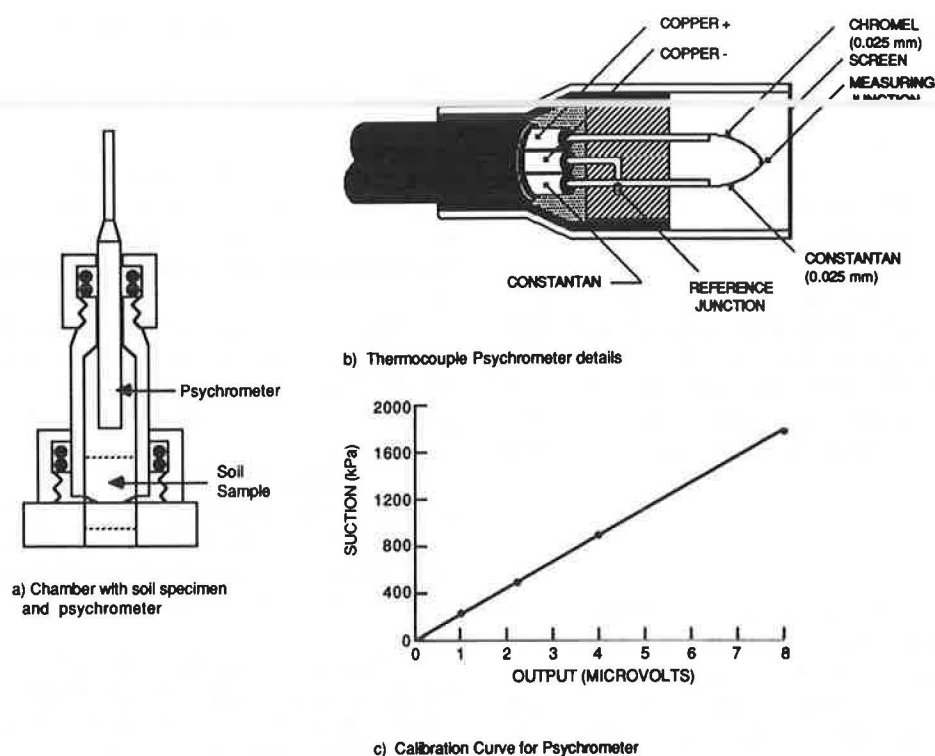 COPPER +
COPPER -
CHROMEL
(0.025 mm)
SCREEN
MEASURING
JUNCTION
CONSTANTAN
(0.025 mm)
CONSTANTAN
REFERENCE
JUNCTION
b) Thermocouple Psychrometer details
Psychrometer
Soil
Sample
a) Chamber with soil specimen
and psychrometer
SUCTION (kPa)
2000
1600
1200
800
400
0
0 1 2 3 4 5 6 7 8
OUTPUT (MICROVOLTS)
c) Calibration Curve for Psychrometer